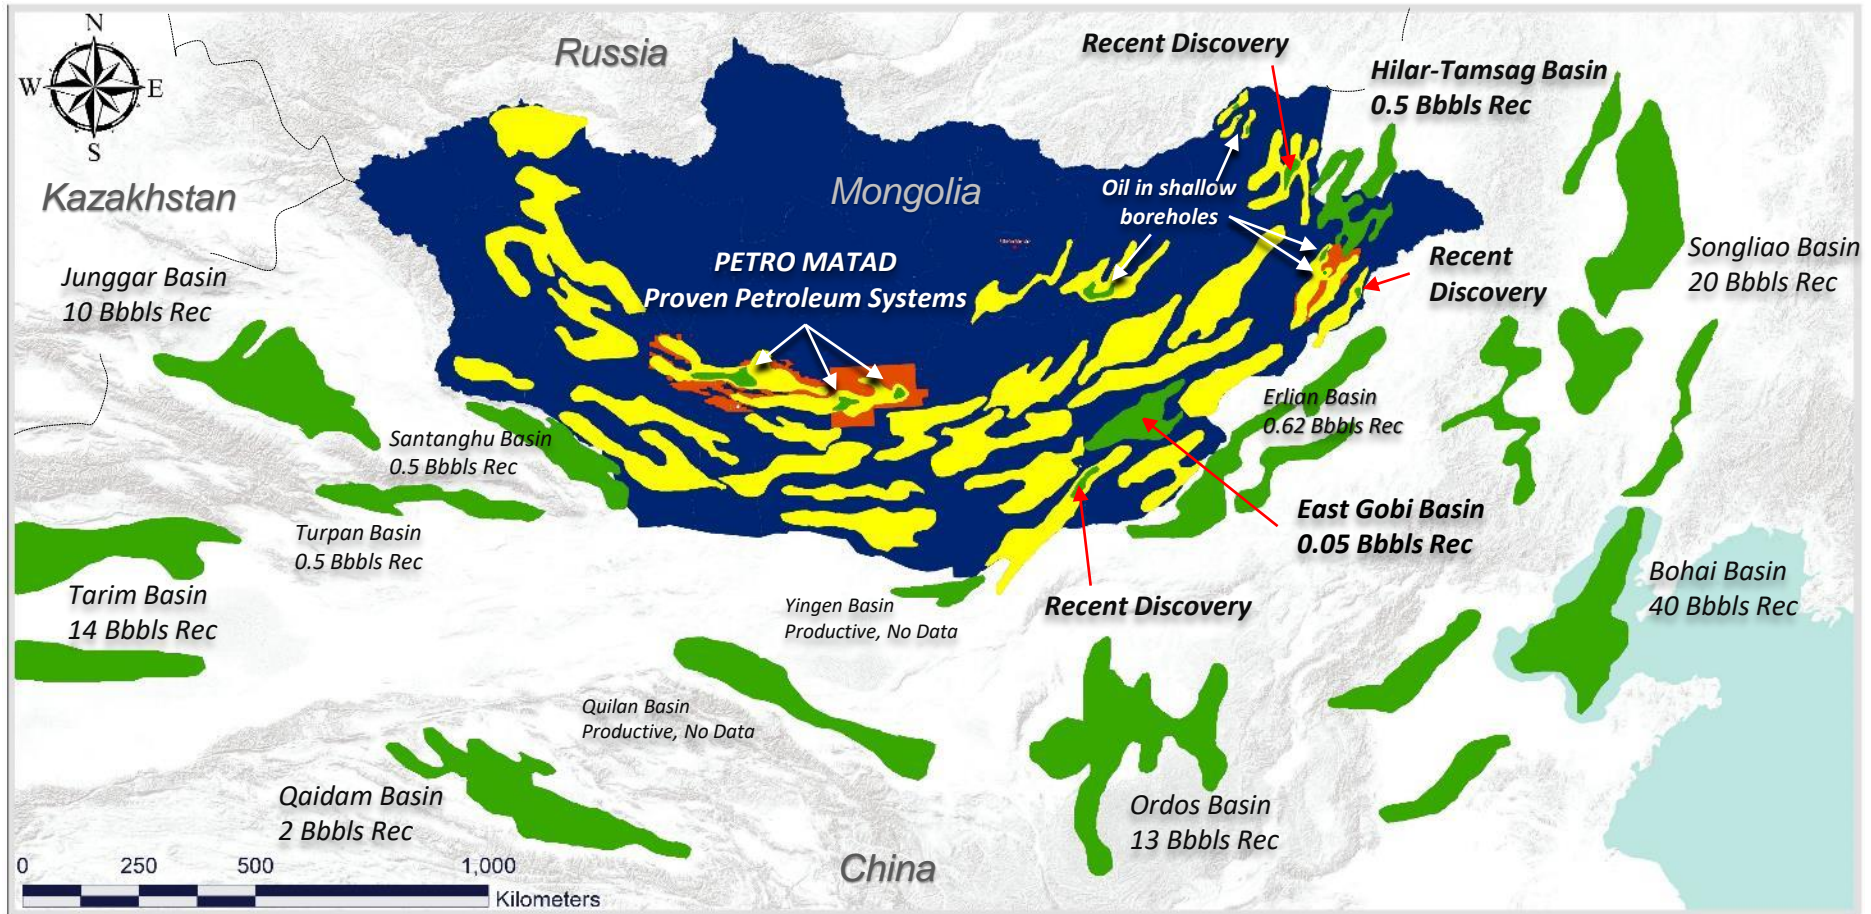 N
W
E
S
Russia
Kazakhstan
Mongolia
China
Recent Discovery
Hilar-Tamsag Basin
0.5 Bbbls Rec
Oil in shallow
boreholes
PETRO MATAD
Proven Petroleum Systems
Recent
Discovery
Songliao Basin
20 Bbbls Rec
Junggar Basin
10 Bbbls Rec
Santanghu Basin
0.5 Bbbls Rec
Erlian Basin
0.62 Bbbls Rec
Turpan Basin
0.5 Bbbls Rec
East Gobi Basin
0.05 Bbbls Rec
Tarim Basin
14 Bbbls Rec
Yingen Basin
Productive, No Data
Recent Discovery
Bohai Basin
40 Bbbls Rec
Quilan Basin
Productive, No Data
Qaidam Basin
2 Bbbls Rec
Ordos Basin
13 Bbbls Rec
0 250 500 1,000
Kilometers